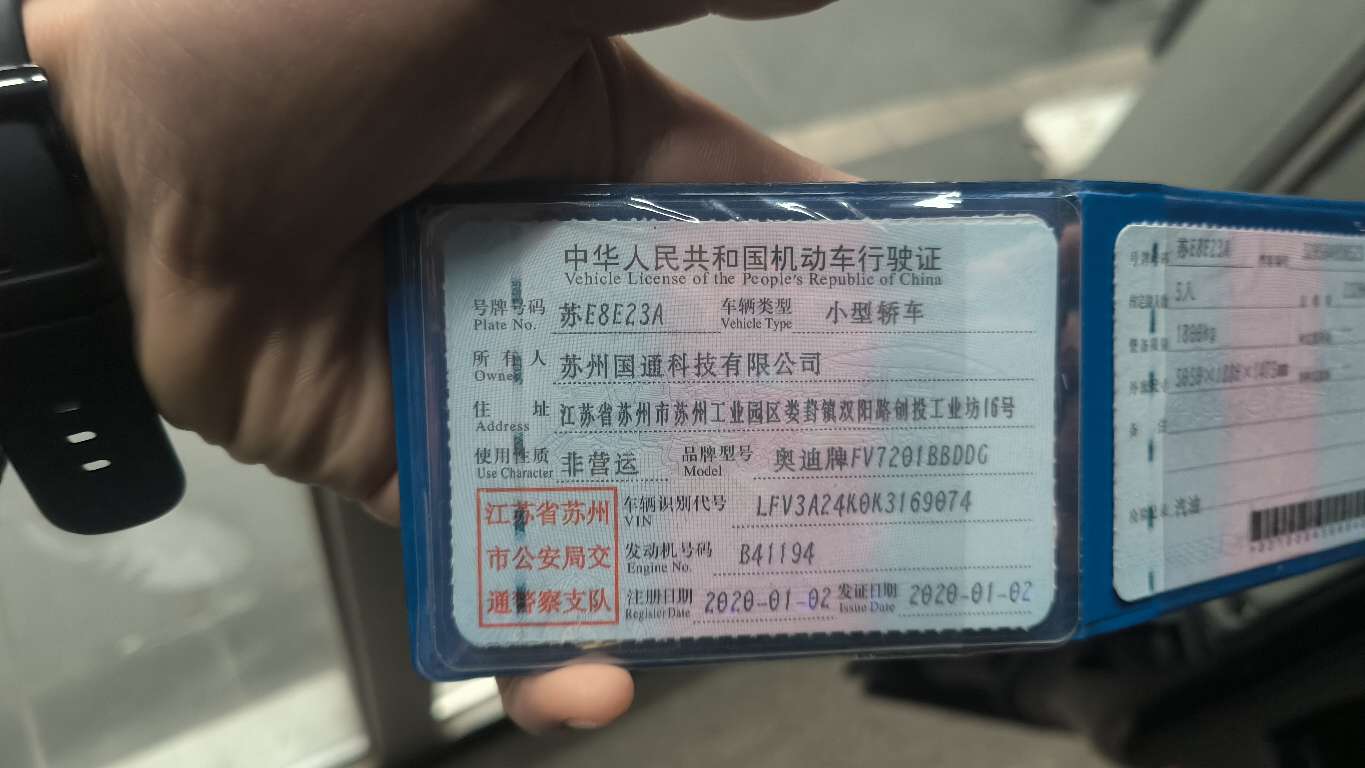 中华人民共和国机动车行驶证
Vehicle License of the People's Republic of China
号牌号码 苏E8E23A 车辆类型 小型轿车
Plate No. Vehicle Type
所有人 苏州国通科技有限公司
Owner
住址 江苏省苏州市苏州工业园区娄葑镇双阳路创投工业坊16号
Address
使用性质 非营运 品牌型号 奥迪牌FV7201BBDDG
Use Character Model
江苏省苏州 车辆识别代号 LFV3A24K0K3169074
VIN
市公安局交 发动机号码 B41194
Engine No.
通警察支队 注册日期 2020-01-02 发证日期 2020-01-02
Register Date Issue Date
号牌号码 苏E8E23A
5人
1800kg
备注
汽油